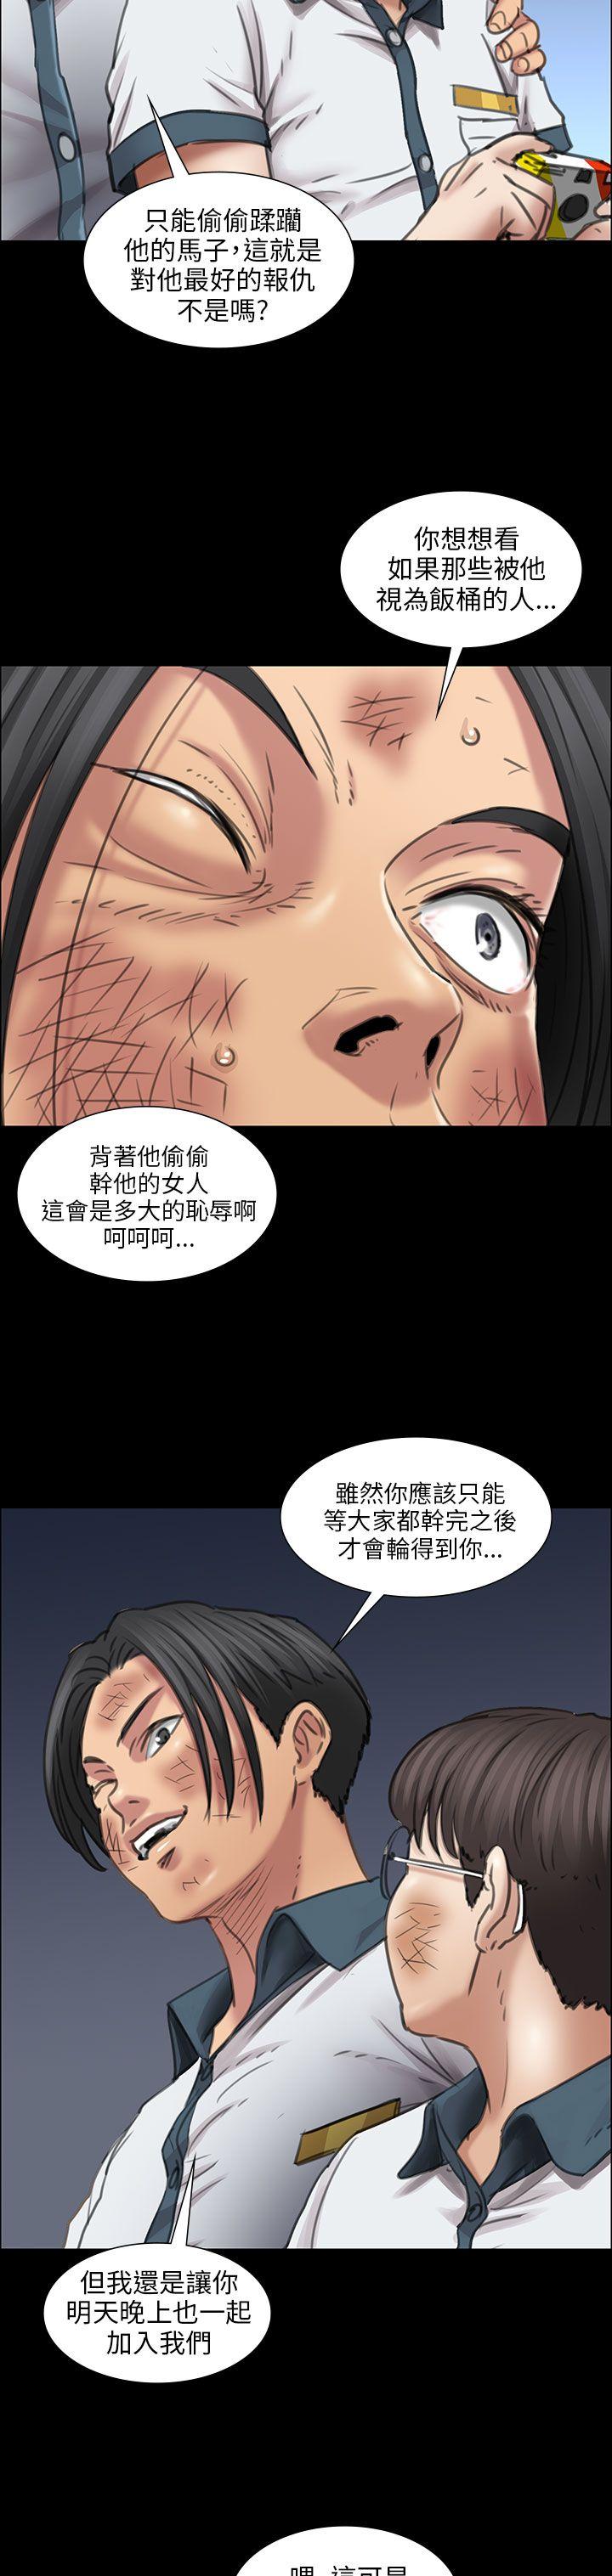 只能偷偷蹂躪
他的馬子，這就是
對他最好的報仇
不是嗎?
你想想看
如果那些被他
視為飯桶的人...
背著他偷偷
幹他的女人
這會是多大的恥辱啊
呵呵呵...
雖然你應該只能
等大家都幹完之後
才會輪得到你...
但我還是讓你
明天晚上也一起
加入我們